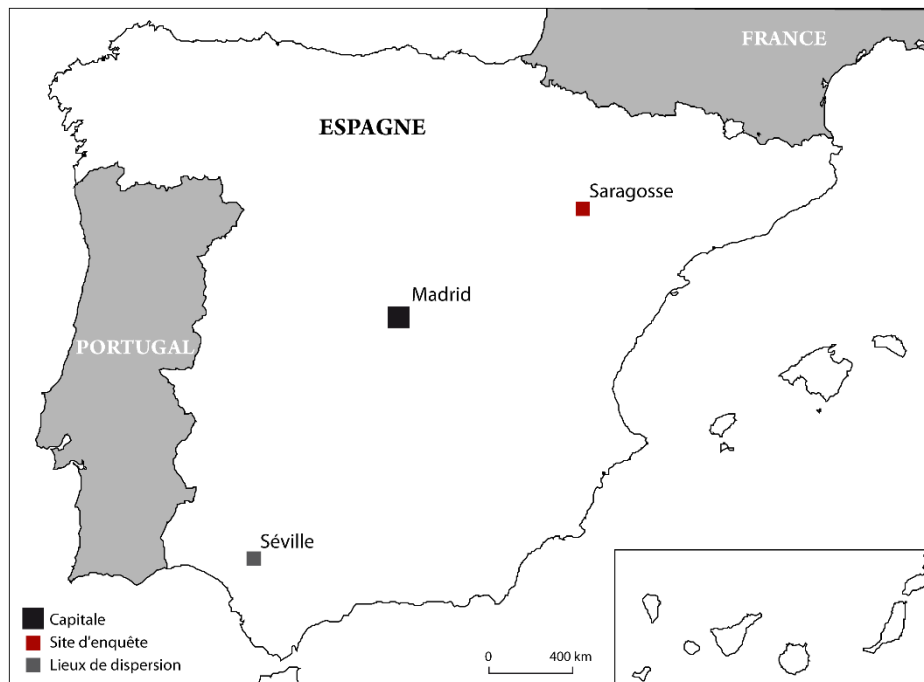 FRANCE
ESPAGNE
Saragosse
Madrid
PORTUGAL
Séville
Capitale
Site d'enquête
Lieux de dispersion
0 400 km